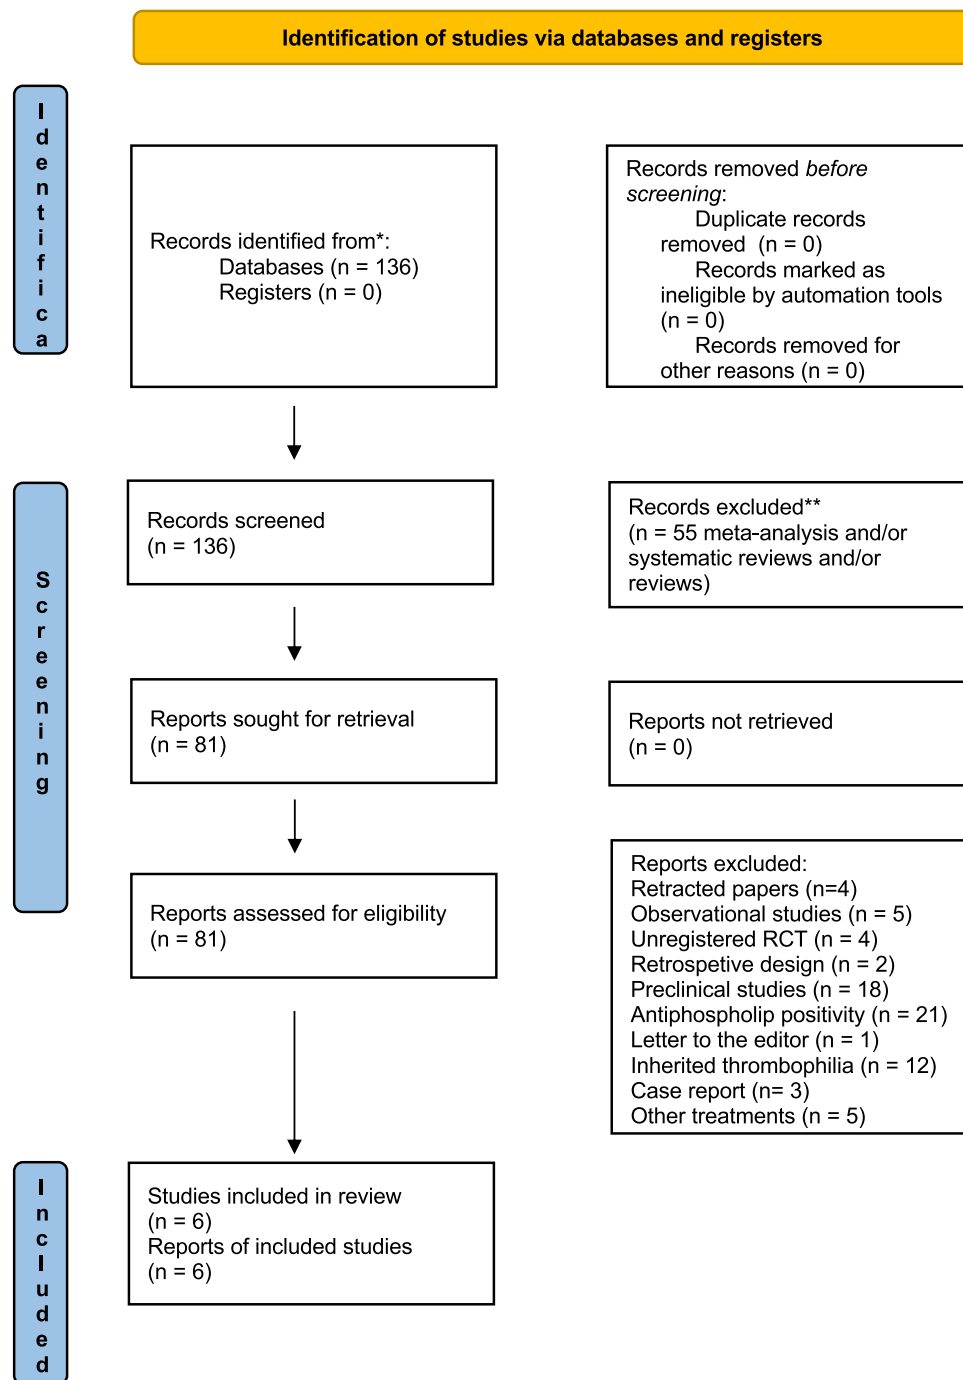 Identification of studies via databases and registers
Identifica
Records identified from*:
Databases (n = 136)
Registers (n = 0)
Records removed before
screening:
Duplicate records
removed (n = 0)
Records marked as
ineligible by automation tools
(n = 0)
Records removed for
other reasons (n = 0)
Screening
Records screened
(n = 136)
Records excluded**
(n = 55 meta-analysis and/or
systematic reviews and/or
reviews)
Reports sought for retrieval
(n = 81)
Reports not retrieved
(n = 0)
Reports assessed for eligibility
(n = 81)
Reports excluded:
Retracted papers (n=4)
Observational studies (n = 5)
Unregistered RCT (n = 4)
Retrospetive design (n = 2)
Preclinical studies (n = 18)
Antiphospholip positivity (n = 21)
Letter to the editor (n = 1)
Inherited thrombophilia (n = 12)
Case report (n= 3)
Other treatments (n = 5)
Included
Studies included in review
(n = 6)
Reports of included studies
(n = 6)